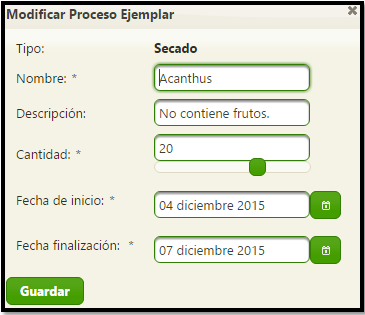 Modificar Proceso Ejemplar
Tipo: Secado
Nombre: * Acanthus
Descripción: No contiene frutos.
Cantidad: * 20
Fecha de inicio: * 04 diciembre 2015
Fecha finalización: * 07 diciembre 2015
Guardar